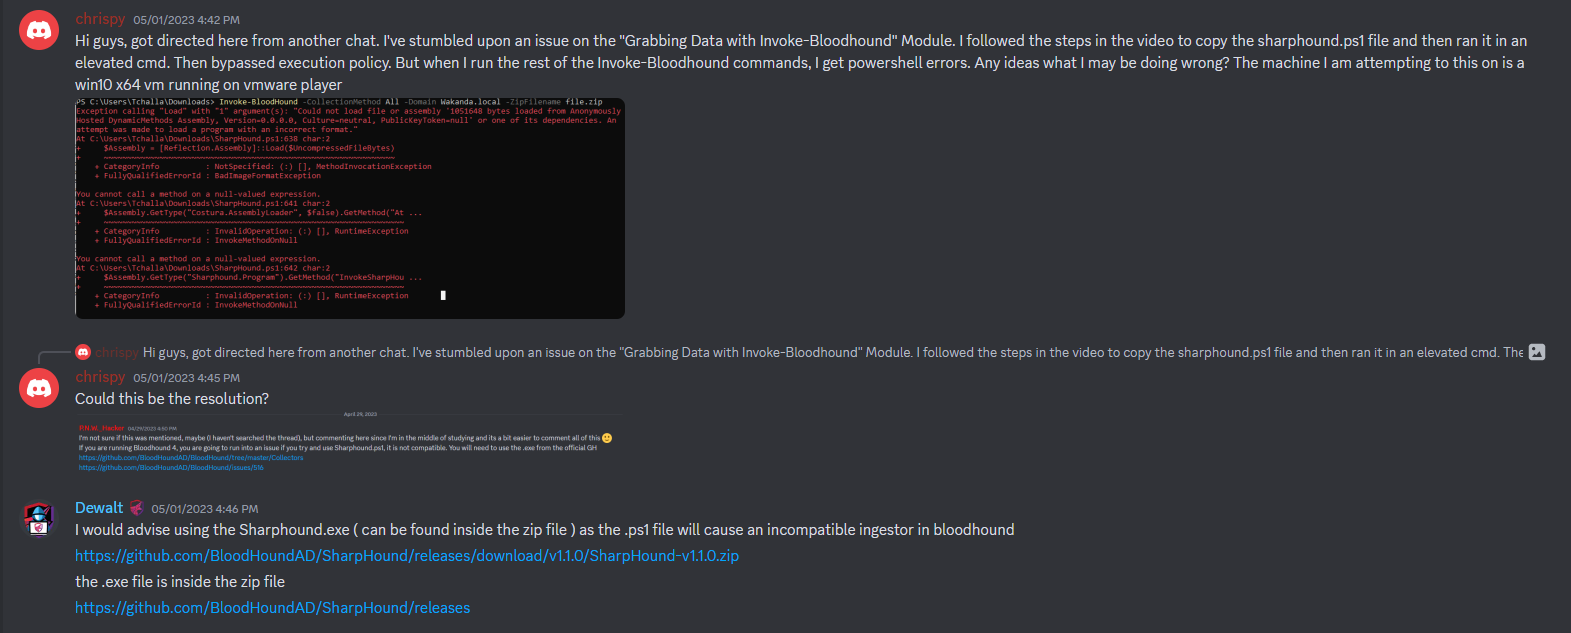 chrispy 05/01/2023 4:42 PM
Hi guys, got directed here from another chat. I've stumbled upon an issue on the "Grabbing Data with Invoke-Bloodhound" Module. I followed the steps in the video to copy the sharphound.ps1 file and then ran it in an
elevated cmd. Then bypassed execution policy. But when I run the rest of the Invoke-Bloodhound commands, I get powershell errors. Any ideas what I may be doing wrong? The machine I am attempting to this on is a
win10 x64 vm running on vmware player
PS C:\Users\Tchalla\Downloads> Invoke-BloodHound -CollectionMethod All -Domain Wakanda.local -ZipFilename file.zip
Exception calling "Load" with "1" argument(s): "Could not load file or assembly '1051648 bytes loaded from Anonymously
Hosted DynamicMethods Assembly, Version=0.0.0.0, Culture=neutral, PublicKeyToken=null' or one of its dependencies. An
attempt was made to load a program with an incorrect format."
At C:\Users\Tchalla\Downloads\SharpHound.ps1:638 char:2
+ $Assembly = [Reflection.Assembly]::Load($UncompressedFileBytes)
+ ~~~~~~~~~~~~~~~~~~~~~~~~~~~~~~~~~~~~~~~~~~~~~~~~~~~~~~~~~~~~~~~
+ CategoryInfo : NotSpecified: (:) [], MethodInvocationException
+ FullyQualifiedErrorId : BadImageFormatException
You cannot call a method on a null-valued expression.
At C:\Users\Tchalla\Downloads\SharpHound.ps1:641 char:2
+ $Assembly.GetType("Costura.AssemblyLoader", $false).GetMethod("At ...
+ ~~~~~~~~~~~~~~~~~~~~~~~~~~~~~~~~~~~~~~~~~~~~~~~~~~~~~~~~~~~~~~~~~
+ CategoryInfo : InvalidOperation: (:) [], RuntimeException
+ FullyQualifiedErrorId : InvokeMethodOnNull
You cannot call a method on a null-valued expression.
At C:\Users\Tchalla\Downloads\SharpHound.ps1:642 char:2
+ $Assembly.GetType("Sharphound.Program").GetMethod("InvokeSharpHou ...
+ ~~~~~~~~~~~~~~~~~~~~~~~~~~~~~~~~~~~~~~~~~~~~~~~~~~~~~~~~~~~~~~~~~
+ CategoryInfo : InvalidOperation: (:) [], RuntimeException
+ FullyQualifiedErrorId : InvokeMethodOnNull
chrispy Hi guys, got directed here from another chat. I've stumbled upon an issue on the "Grabbing Data with Invoke-Bloodhound" Module. I followed the steps in the video to copy the sharphound.ps1 file and then ran it in an elevated cmd. The
chrispy 05/01/2023 4:45 PM
Could this be the resolution?
April 29, 2023
04/29/2023 4:50 PM
I'm not sure if this was mentioned, maybe (I haven't searched the thread), but commenting here since I'm in the middle of studying and its a bit easier to comment all of this
If you are running Bloodhound 4, you are going to run into an issue if you try and use Sharphound.ps1, it is not compatible. You will need to use the .exe from the official GH
https://github.com/BloodHoundAD/BloodHound/tree/master/Collectors
https://github.com/BloodHoundAD/BloodHound/issues/516
Dewalt 05/01/2023 4:46 PM
I would advise using the Sharphound.exe ( can be found inside the zip file ) as the .ps1 file will cause an incompatible ingestor in bloodhound
https://github.com/BloodHoundAD/SharpHound/releases/download/v1.1.0/SharpHound-v1.1.0.zip
the .exe file is inside the zip file
https://github.com/BloodHoundAD/SharpHound/releases